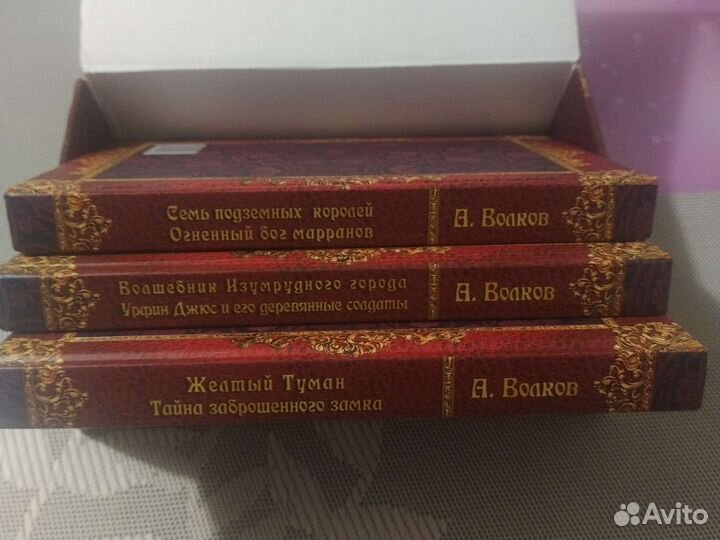 Семь подземных королей
Огненный бог марранов
А. Волков
Волшебник Изумрудного города
Урфин Джюс и его деревянные солдаты
А. Волков
Желтый Туман
Тайна заброшенного замка
А. Волков
Avito